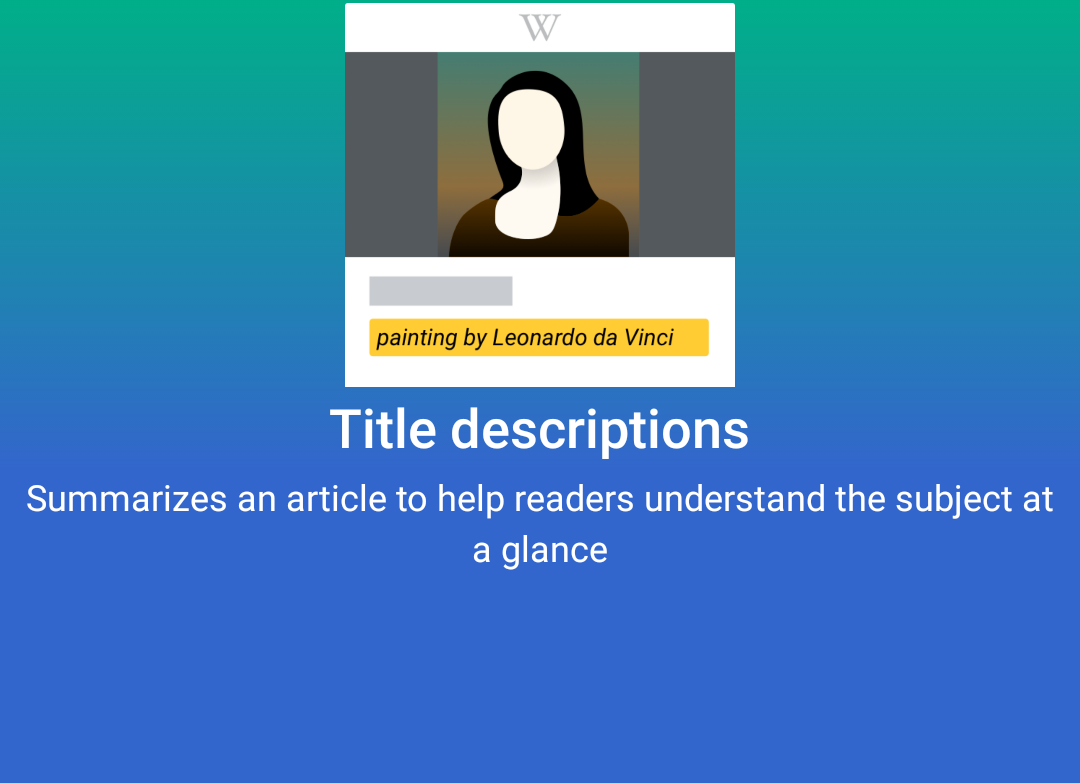 W
painting by Leonardo da Vinci
Title descriptions
Summarizes an article to help readers understand the subject at
a glance